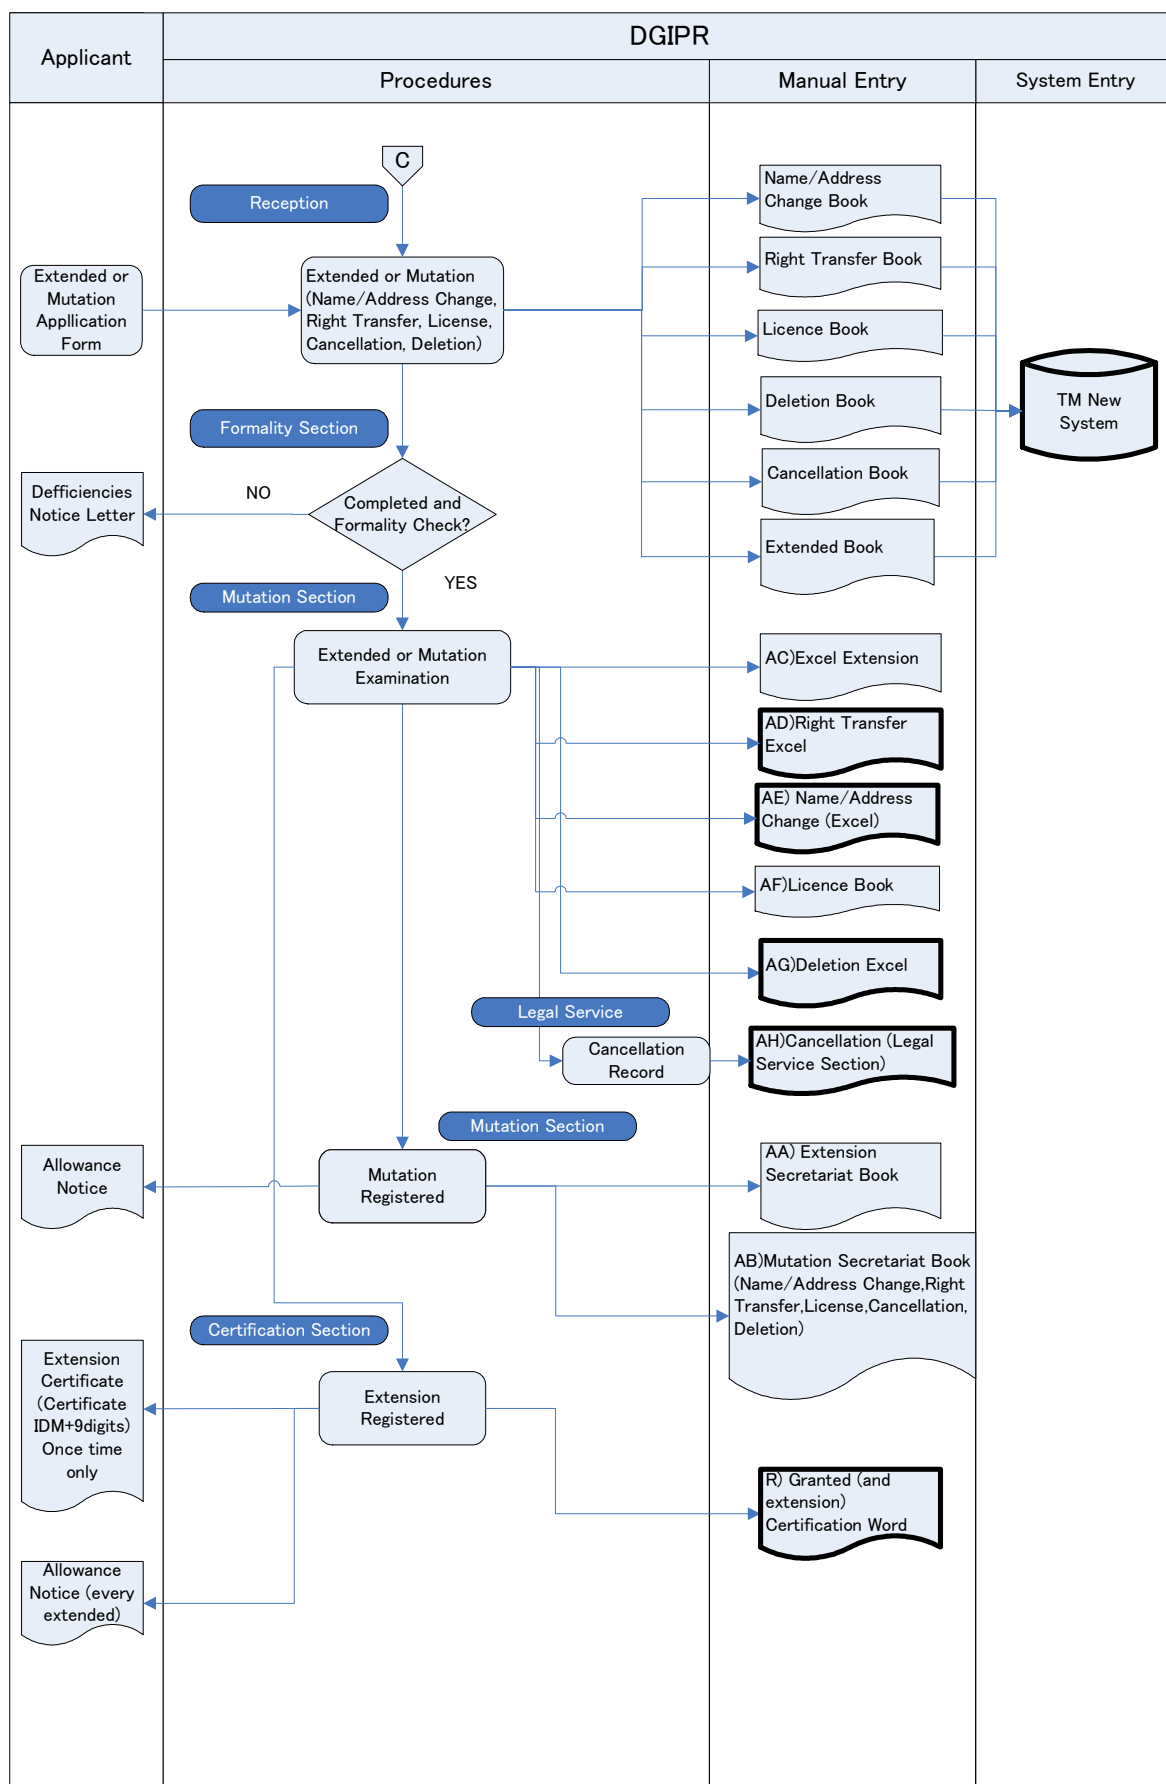 Applicant
DGIPR
Procedures
Manual Entry
System Entry
C
Reception
Extended or
Mutation
Appllication
Form
Extended or Mutation
(Name/Address Change,
Right Transfer, License,
Cancellation, Deletion)
Name/Address
Change Book
Right Transfer Book
Licence Book
Deletion Book
Cancellation Book
Extended Book
TM New
System
Formality Section
Defficiencies
Notice Letter
NO
Completed and
Formality Check?
YES
Mutation Section
Extended or Mutation
Examination
AC)Excel Extension
AD)Right Transfer
Excel
AE) Name/Address
Change (Excel)
AF)Licence Book
AG)Deletion Excel
Legal Service
Cancellation
Record
AH)Cancellation (Legal
Service Section)
Mutation Section
Allowance
Notice
Mutation
Registered
AA) Extension
Secretariat Book
AB)Mutation Secretariat Book
(Name/Address Change,Right
Transfer,License,Cancellation,
Deletion)
Certification Section
Extension
Certificate
(Certificate
IDM+9digits)
Once time
only
Extension
Registered
R) Granted (and
extension)
Certification Word
Allowance
Notice (every
extended)